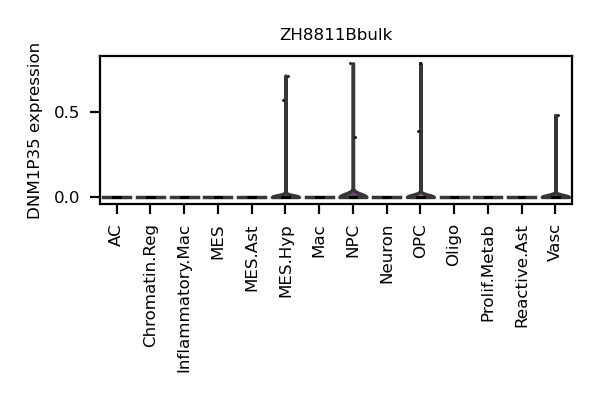 ZH8811Bbulk
DNM1P35 expression
0.5
0.0
AC
Chromatin.Reg
Inflammatory.Mac
MES
MES.Ast
MES.Hyp
Mac
NPC
Neuron
OPC
Oligo
Prolif.Metab
Reactive.Ast
Vasc